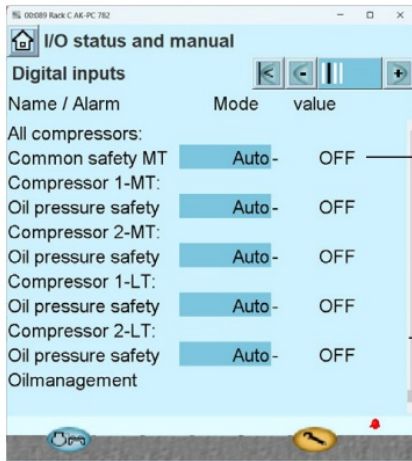 00:089 Rack C AK-PC 782
I/O status and manual
Digital inputs
Name / Alarm Mode value
All compressors:
Common safety MT Auto - OFF
Compressor 1-MT:
Oil pressure safety Auto - OFF
Compressor 2-MT:
Oil pressure safety Auto - OFF
Compressor 1-LT:
Oil pressure safety Auto - OFF
Compressor 2-LT:
Oil pressure safety Auto - OFF
Oilmanagement